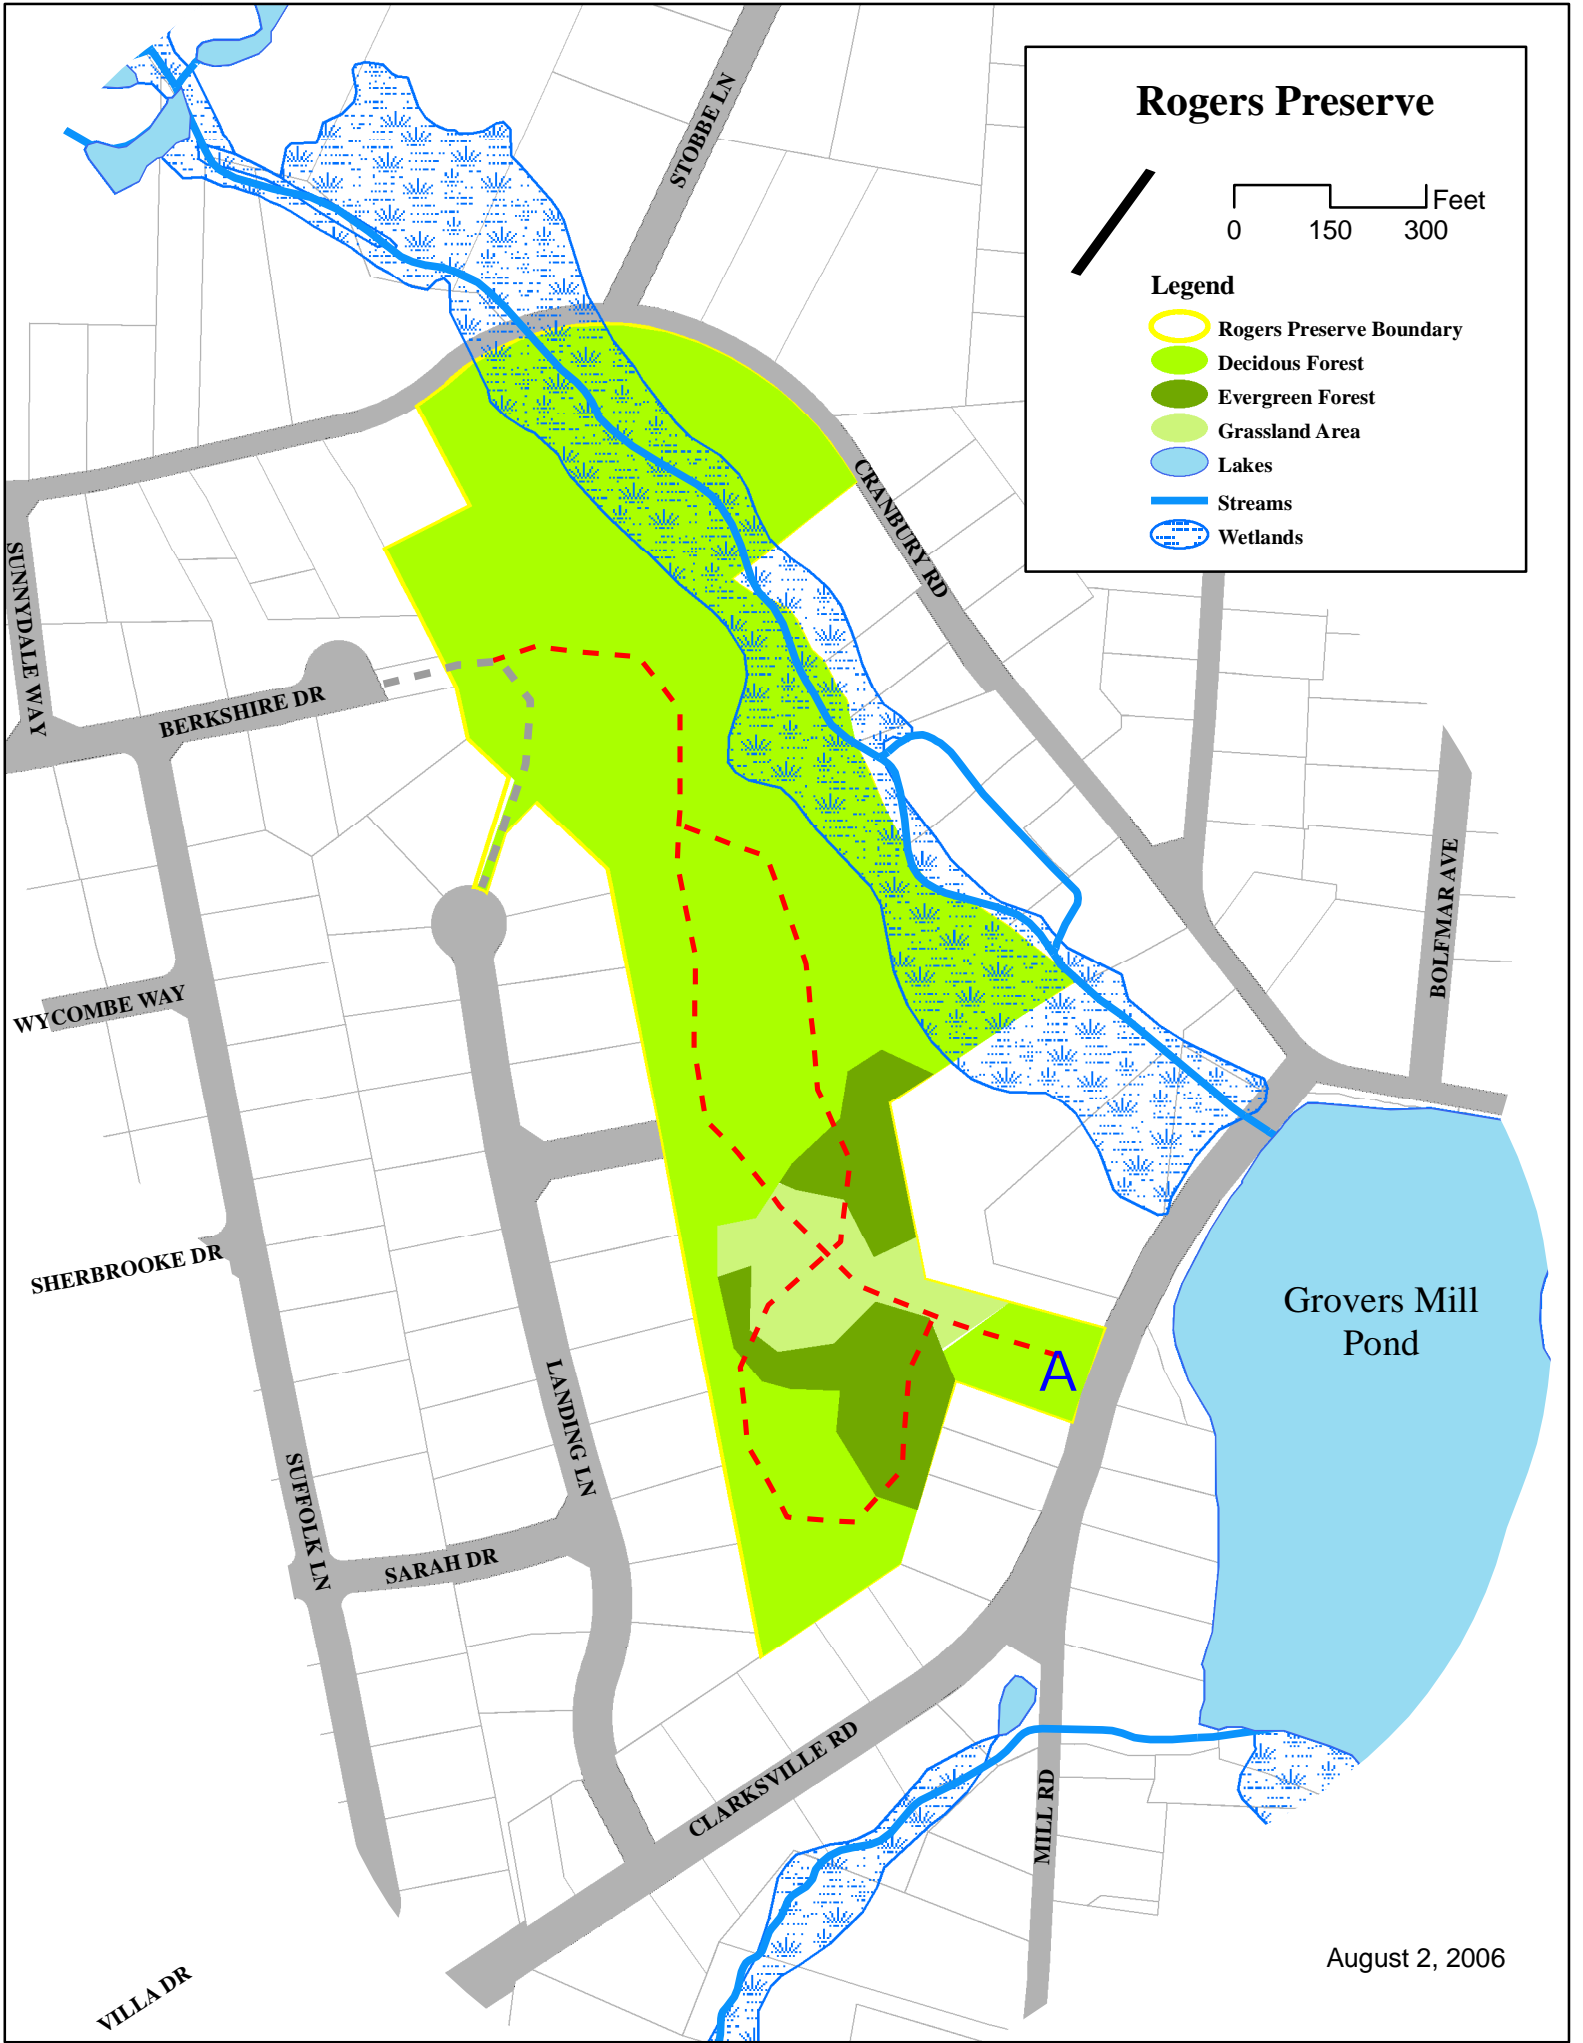 Rogers Preserve
Feet
0 150 300
Legend
Rogers Preserve Boundary
Decidous Forest
Evergreen Forest
Grassland Area
Lakes
Streams
Wetlands
STOBBE LN
CRANBURY RD
SUNNYDALE WAY
BERKSHIRE DR
BOLFMAR AVE
WYCOMBE WAY
SHERBROOKE DR
Grovers Mill
Pond
A
LANDING LN
SUFFOLK LN
SARAH DR
CLARKSVILLE RD
MILL RD
VILLA DR
August 2, 2006